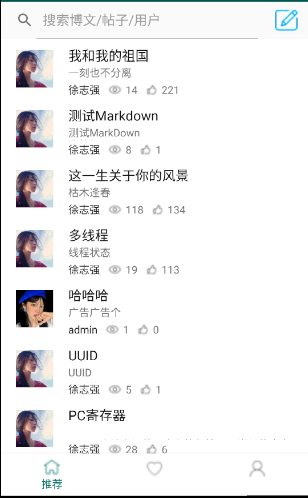 搜索博文/帖子/用户
我和我的祖国
一刻也不分离
徐志强 14 221
测试Markdown
测试MarkDown
徐志强 8 1
这一生关于你的风景
枯木逢春
徐志强 118 134
多线程
线程状态
徐志强 19 113
哈哈哈
广告广告个
admin 1 0
UUID
UUID
徐志强 5 1
PC寄存器
徐志强 28 6
推荐